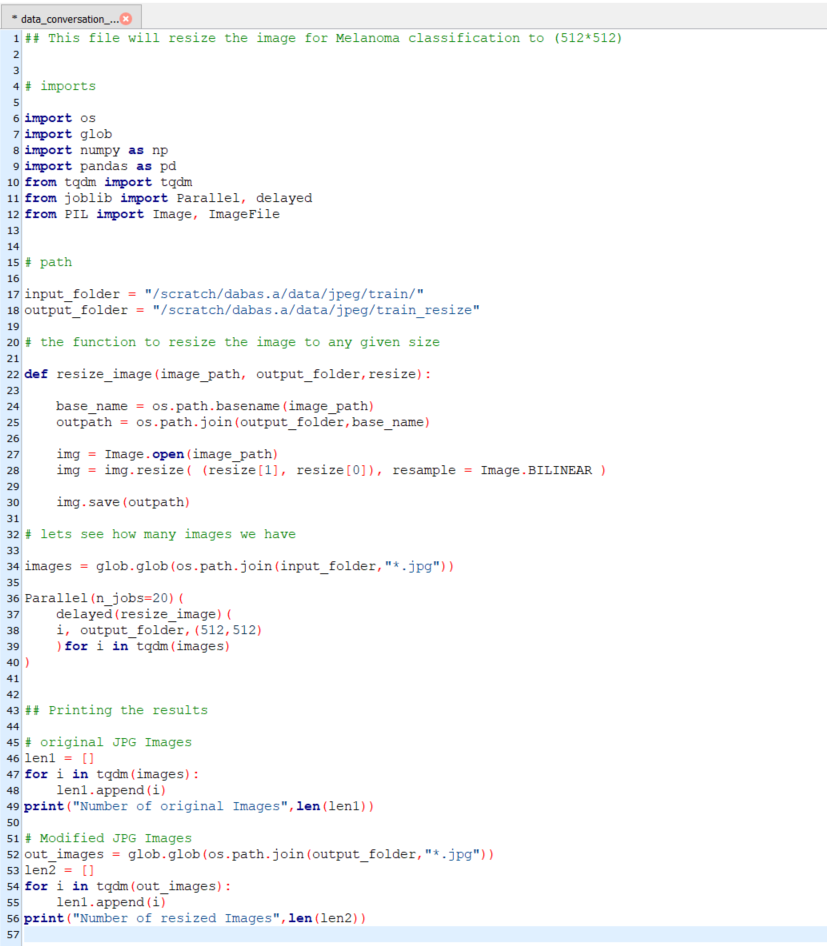 * data_conversation_...
1 ## This file will resize the image for Melanoma classification to (512*512)
2
3
4 # imports
5
6 import os
7 import glob
8 import numpy as np
9 import pandas as pd
10 from tqdm import tqdm
11 from joblib import Parallel, delayed
12 from PIL import Image, ImageFile
13
14
15 # path
16
17 input_folder = "/scratch/dabas.a/data/jpeg/train/"
18 output_folder = "/scratch/dabas.a/data/jpeg/train_resize"
19
20 # the function to resize the image to any given size
21
22 def resize_image(image_path, output_folder,resize):
23
24     base_name = os.path.basename(image_path)
25     outpath = os.path.join(output_folder,base_name)
26
27     img = Image.open(image_path)
28     img = img.resize( (resize[1], resize[0]), resample = Image.BILINEAR )
29
30     img.save(outpath)
31
32 # lets see how many images we have
33
34 images = glob.glob(os.path.join(input_folder,"*.jpg"))
35
36 Parallel(n_jobs=20)(
37     delayed(resize_image)(
38     i, output_folder,(512,512)
39     )for i in tqdm(images)
40 )
41
42
43 ## Printing the results
44
45 # original JPG Images
46 len1 = []
47 for i in tqdm(images):
48     len1.append(i)
49 print("Number of original Images",len(len1))
50
51 # Modified JPG Images
52 out_images = glob.glob(os.path.join(output_folder,"*.jpg"))
53 len2 = []
54 for i in tqdm(out_images):
55     len1.append(i)
56 print("Number of resized Images",len(len2))
57